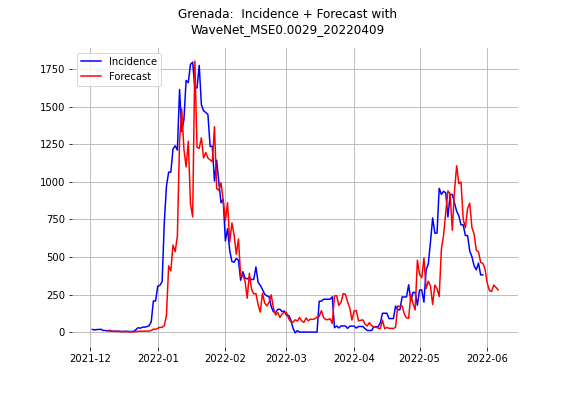 Grenada:  Incidence + Forecast with
WaveNet_MSE0.0029_20220409
Incidence
Forecast
1750
1500
1250
1000
750
500
250
0
2021-12 2022-01 2022-02 2022-03 2022-04 2022-05 2022-06